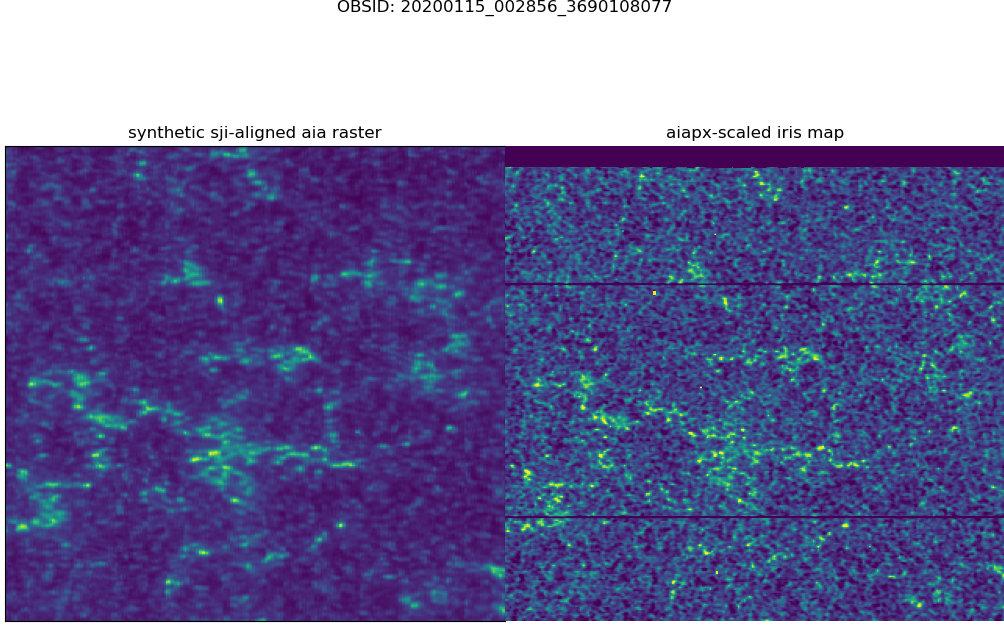 OBSID: 20200115_002856_3690108077
synthetic sji-aligned aia raster
aiapx-scaled iris map